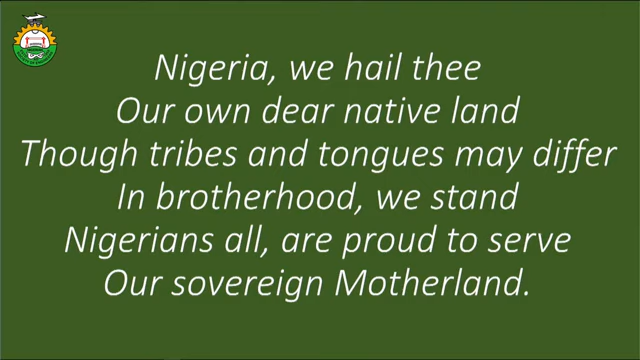 Nigeria, we hail thee
Our own dear native land
Though tribes and tongues may differ
In brotherhood, we stand
Nigerians all, are proud to serve
Our sovereign Motherland.